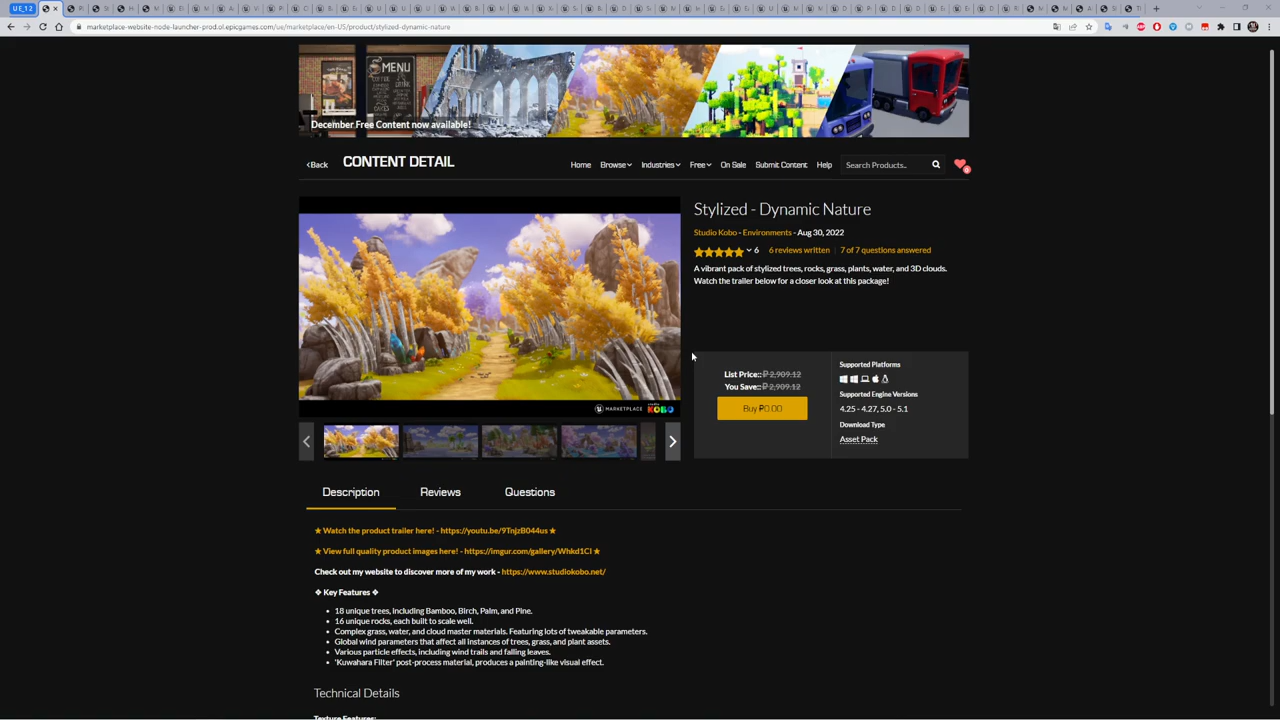 UE_12
marketplace-website-node-launcher-prod.ol.epicgames.com/ue/marketplace/en-US/product/stylized-dynamic-nature
MENU
December Free Content now available!
Back
CONTENT DETAIL
Home
Browse
Industries
Free
On Sale
Submit Content
Help
Search Products..
0
Stylized - Dynamic Nature
Studio Kobo - Environments - Aug 30, 2022
6
6 reviews written
7 of 7 questions answered
A vibrant pack of stylized trees, rocks, grass, plants, water, and 3D clouds.
Watch the trailer below for a closer look at this package!
List Price:: ₽ 2,909.12
You Save:: ₽ 2,909.12
Buy ₽0.00
Supported Platforms
Supported Engine Versions
4.25 - 4.27, 5.0 - 5.1
Download Type
Asset Pack
MARKETPLACE
KOBO
Description
Reviews
Questions
★ Watch the product trailer here! - https://youtu.be/9TnjzB044us ★
★ View full quality product images here! - https://imgur.com/gallery/Whkd1CI ★
Check out my website to discover more of my work - https://www.studiokobo.net/
❖ Key Features ❖
• 18 unique trees, including Bamboo, Birch, Palm, and Pine.
• 16 unique rocks, each built to scale well.
• Complex grass, water, and cloud master materials. Featuring lots of tweakable parameters.
• Global wind parameters that affect all instances of trees, grass, and plant assets.
• Various particle effects, including wind trails and falling leaves.
• 'Kuwahara Filter' post-process material, produces a painting-like visual effect.
Technical Details
Texture Features: